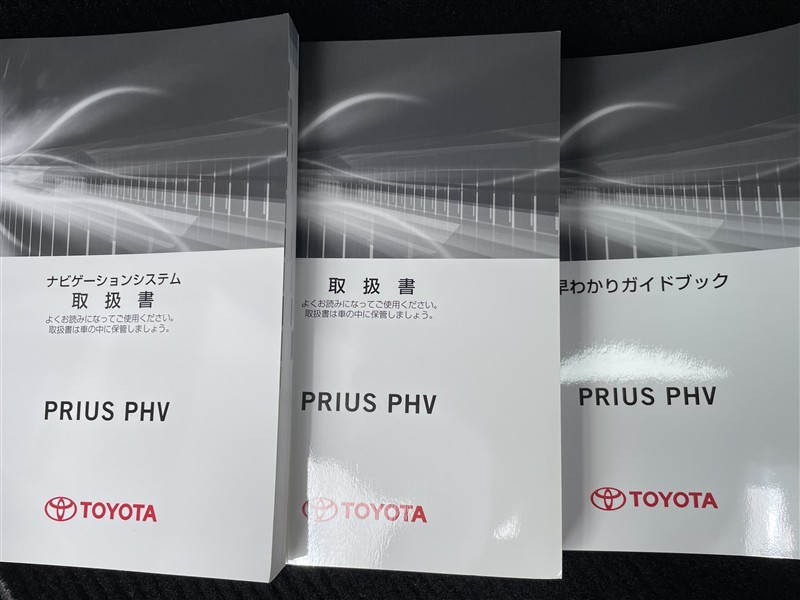 ナビゲーションシステム
取扱書
よくお読みになってご使用ください。
取扱書は車の中に保管しましょう。
PRIUS PHV
TOYOTA
取扱書
よくお読みになってご使用ください。
取扱書は車の中に保管しましょう。
PRIUS PHV
TOYOTA
早わかりガイドブック
PRIUS PHV
TOYOTA